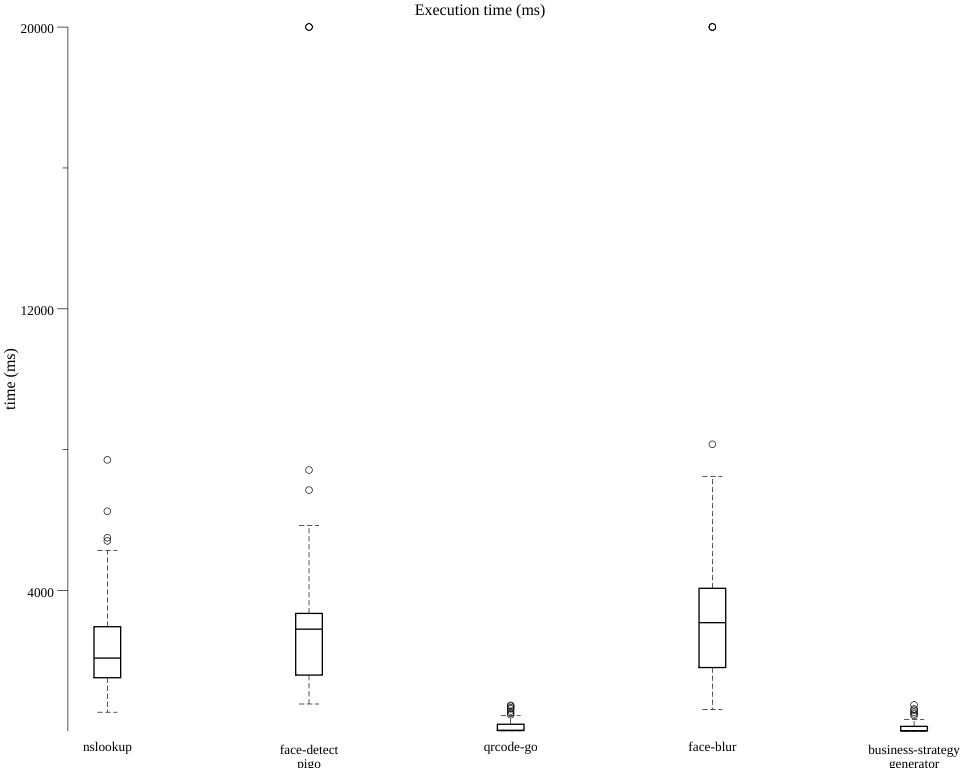 Execution time (ms)
20000
12000
time (ms)
4000
nslookup
face-detect
pigo
qrcode-go
face-blur
business-strategy
generator